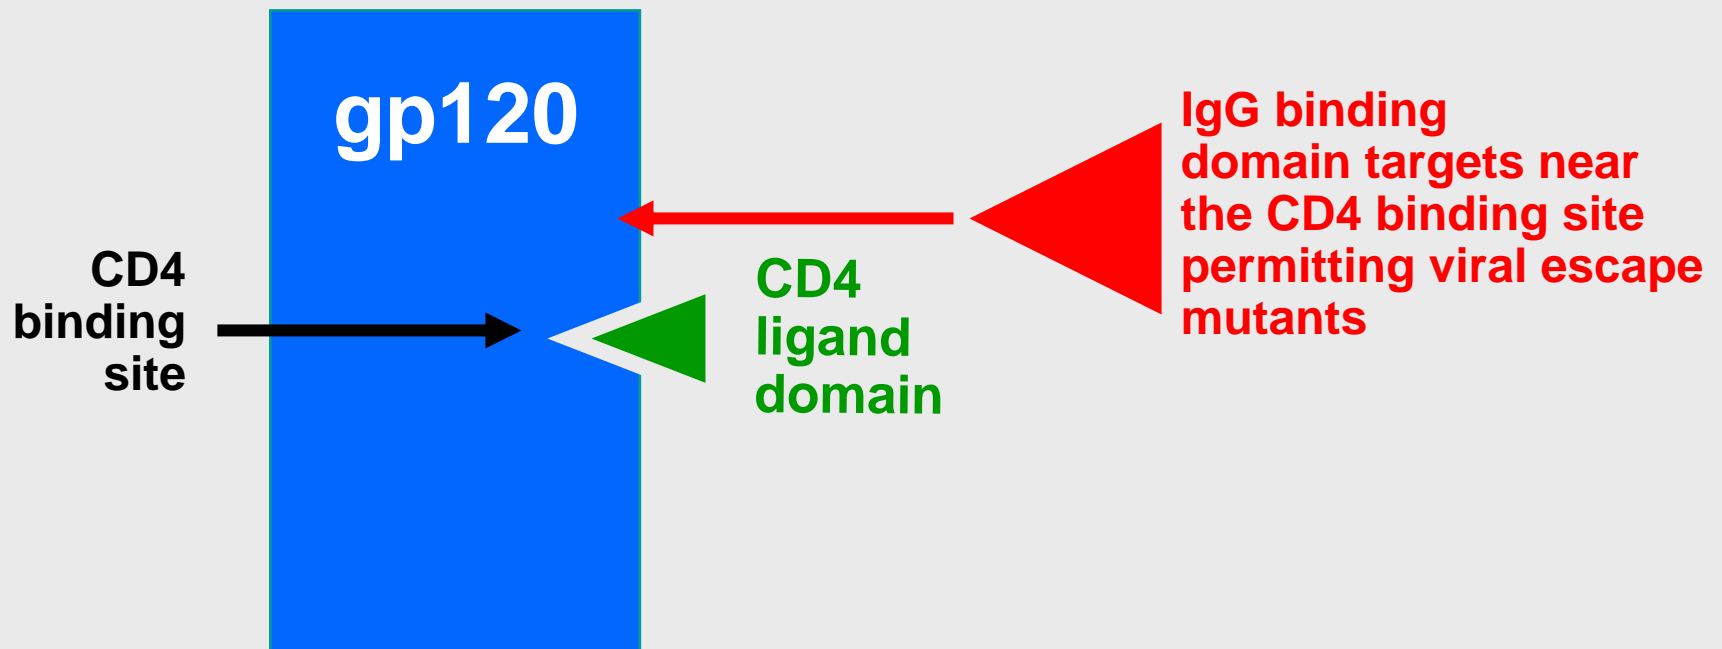 gp120
CD4
binding
site
CD4
ligand
domain
IgG binding
domain targets near
the CD4 binding site
permitting viral escape
mutants